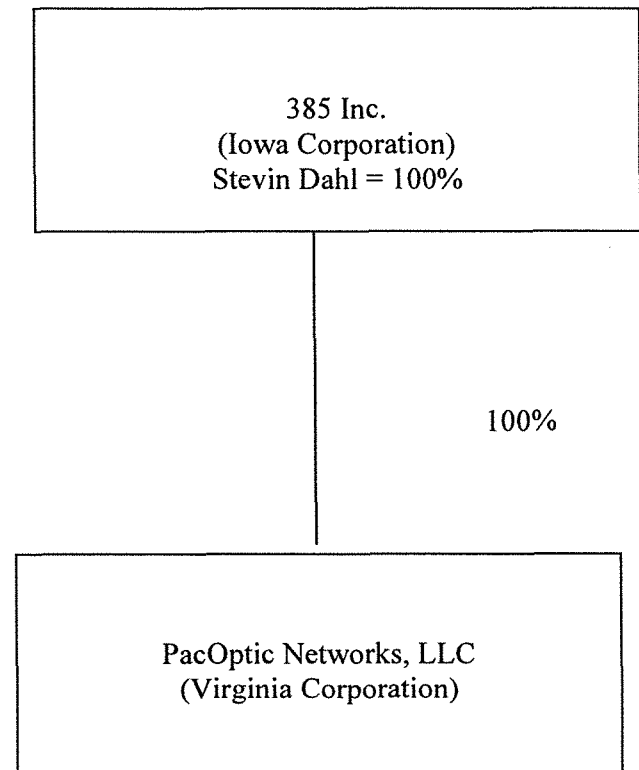 385 Inc.
(Iowa Corporation)
Stevin Dahl = 100%
100%
PacOptic Networks, LLC
(Virginia Corporation)